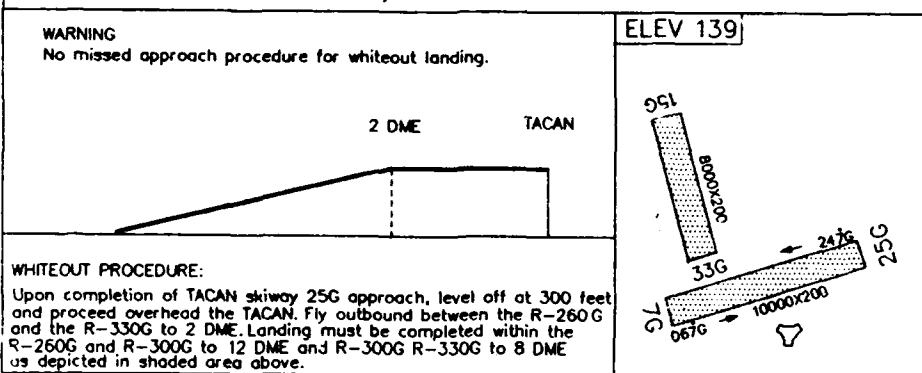 WARNING
No missed approach procedure for whiteout landing.
2 DME
TACAN
WHITEOUT PROCEDURE:
Upon completion of TACAN skiway 25G approach, level off at 300 feet
and proceed overhead the TACAN. Fly outbound between the R-260 G
and the R-330G to 2 DME. Landing must be completed within the
R-260G and R-300G to 12 DME and R-300G R-330G to 8 DME
as depicted in shaded area above.
ELEV 139
15G
8000X200
33G
247G
25G
7G
067G
10000X200